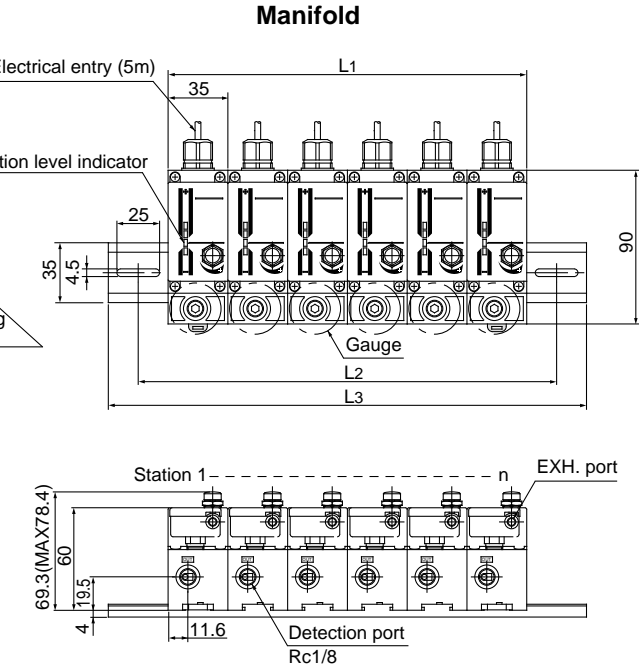 Manifold
Electrical entry (5m)
L1
35
level indicator
25
35
4.5
90
Gauge
L2
L3
Station 1
n
EXH. port
69.3(MAX78.4)
60
19.5
4
11.6
Detection port
Rc1/8